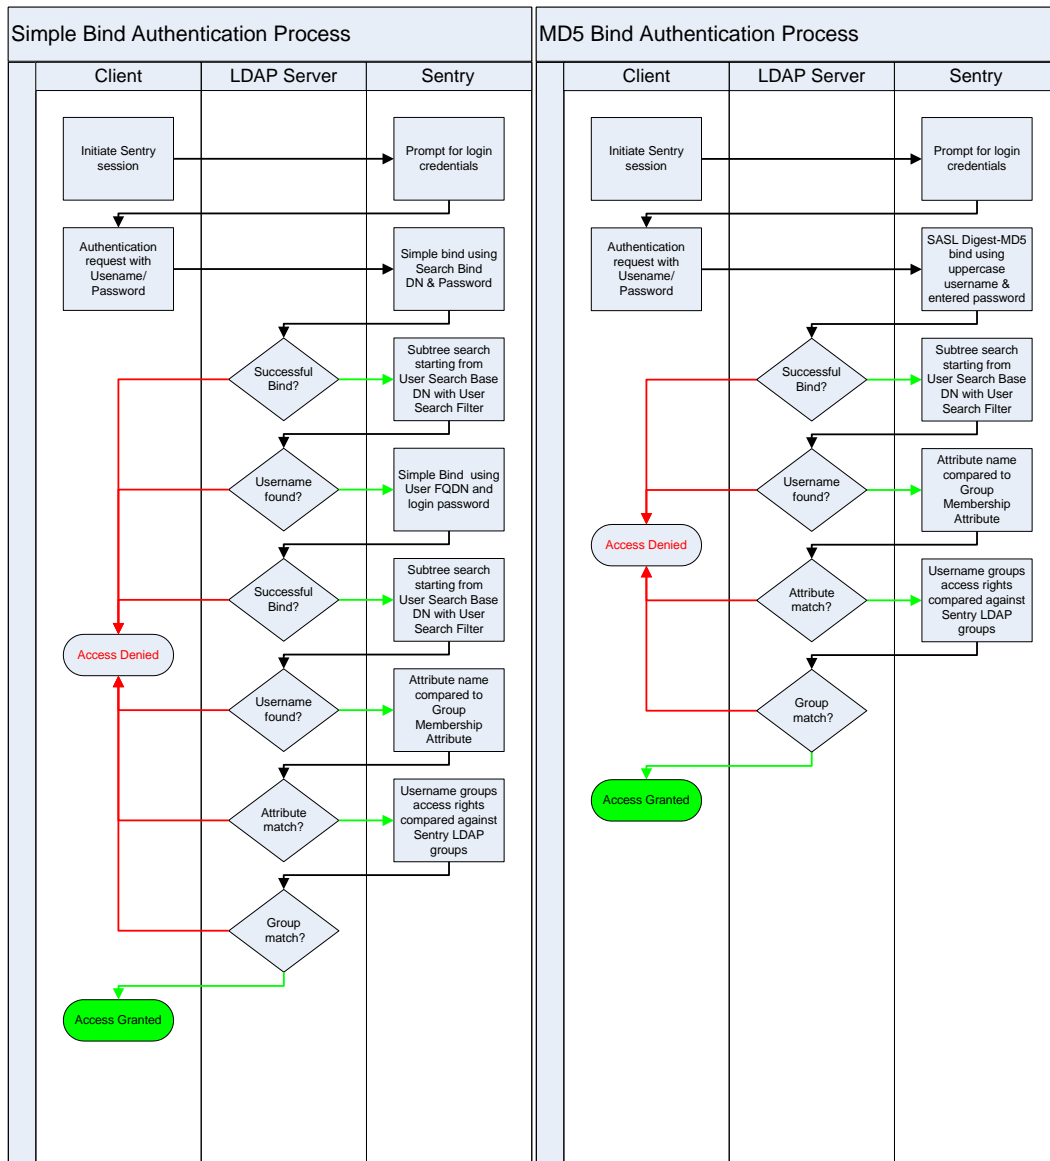 Simple Bind Authentication Process
Client
LDAP Server
Sentry
Initiate Sentry
session
Prompt for login
credentials
Authentication
request with
Usename/
Password
Simple bind using
Search Bind
DN & Password
Successful
Bind?
Subtree search
starting from
User Search Base
DN with User
Search Filter
Username
found?
Simple Bind  using
User FQDN and
login password
Successful
Bind?
Subtree search
starting from
User Search Base
DN with User
Search Filter
Access Denied
Username
found?
Attribute name
compared to
Group
Membership
Attribute
Attribute
match?
Username groups
access rights
compared against
Sentry LDAP
groups
Group
match?
Access Granted
MD5 Bind Authentication Process
Client
LDAP Server
Sentry
Initiate Sentry
session
Prompt for login
credentials
Authentication
request with
Username/
Password
SASL Digest-MD5
bind using
uppercase
username &
entered password
Successful
Bind?
Subtree search
starting from
User Search Base
DN with User
Search Filter
Username
found?
Attribute name
compared to
Group
Membership
Attribute
Access Denied
Attribute
match?
Username groups
access rights
compared against
Sentry LDAP
groups
Group
match?
Access Granted